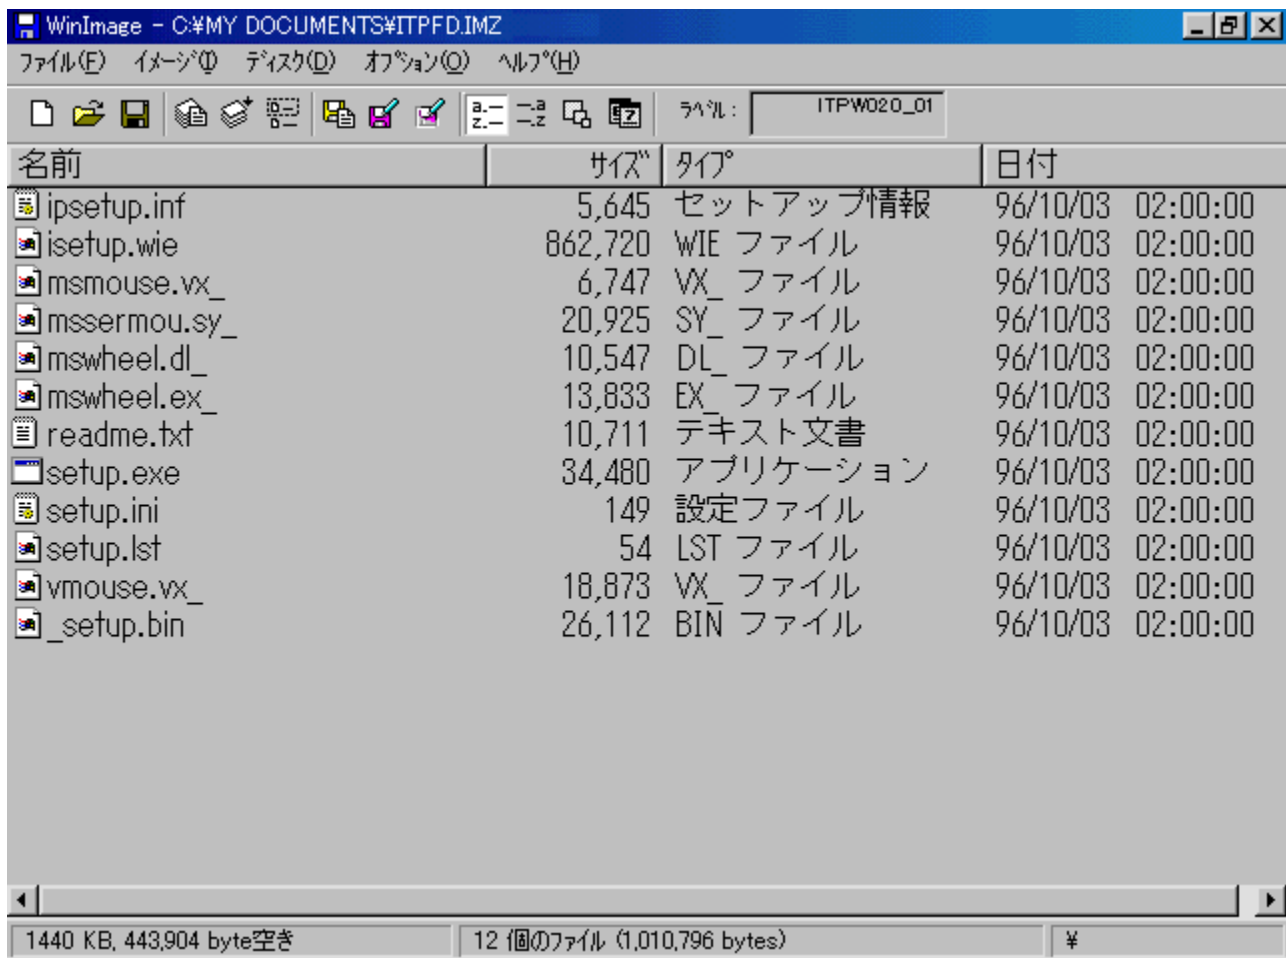 WinImage - C:¥MY DOCUMENTS¥ITPFD.IMZ
ﾌｧｲﾙ(F) ｲﾒｰｼﾞ(I) ﾃﾞｨｽｸ(D) ｵﾌﾟｼｮﾝ(O) ﾍﾙﾌﾟ(H)
ﾗﾍﾞﾙ: ITPW020_01
名前 ｻｲｽﾞ ﾀｲﾌﾟ 日付
ipsetup.inf 5,645 セットアップ情報 96/10/03 02:00:00
isetup.wie 862,720 WIE ファイル 96/10/03 02:00:00
msmouse.vx_ 6,747 VX_ ファイル 96/10/03 02:00:00
mssermou.sy_ 20,925 SY_ ファイル 96/10/03 02:00:00
mswheel.dl_ 10,547 DL_ ファイル 96/10/03 02:00:00
mswheel.ex_ 13,833 EX_ ファイル 96/10/03 02:00:00
readme.txt 10,711 テキスト文書 96/10/03 02:00:00
setup.exe 34,480 アプリケーション 96/10/03 02:00:00
setup.ini 149 設定ファイル 96/10/03 02:00:00
setup.lst 54 LST ファイル 96/10/03 02:00:00
vmouse.vx_ 18,873 VX_ ファイル 96/10/03 02:00:00
_setup.bin 26,112 BIN ファイル 96/10/03 02:00:00
1440 KB, 443,904 byte空き 12 個のﾌｧｲﾙ (1,010,796 bytes) ¥